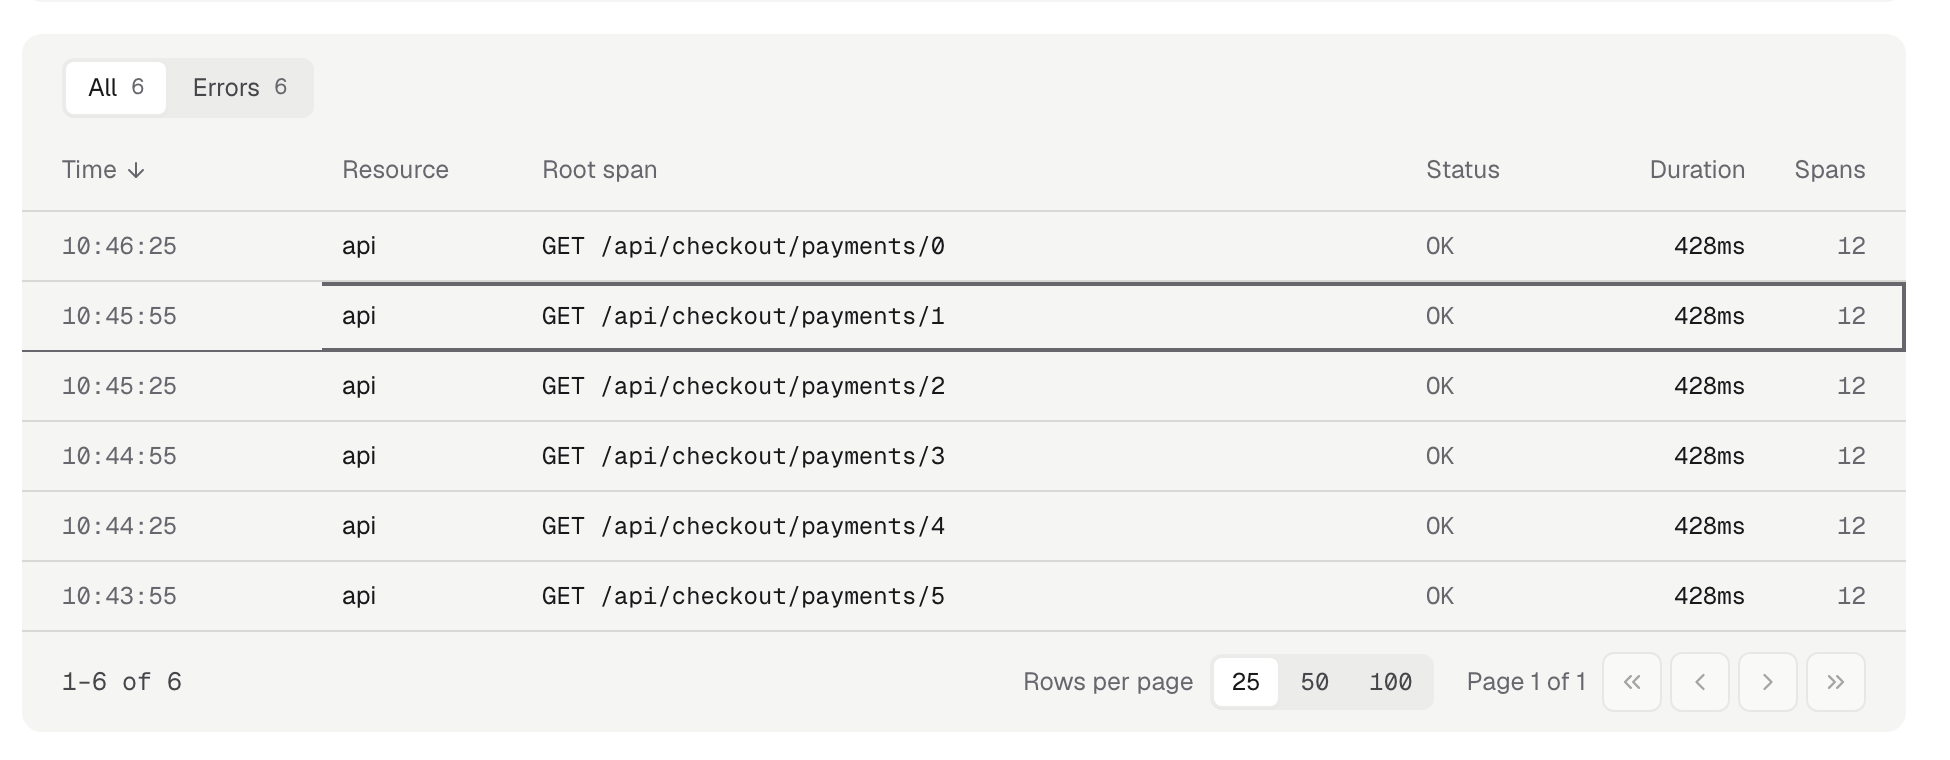 All 6 Errors 6
Time ↓ Resource Root span Status Duration Spans
10:46:25 api GET /api/checkout/payments/0 OK 428ms 12
10:45:55 api GET /api/checkout/payments/1 OK 428ms 12
10:45:25 api GET /api/checkout/payments/2 OK 428ms 12
10:44:55 api GET /api/checkout/payments/3 OK 428ms 12
10:44:25 api GET /api/checkout/payments/4 OK 428ms 12
10:43:55 api GET /api/checkout/payments/5 OK 428ms 12
1–6 of 6 Rows per page 25 50 100 Page 1 of 1 « ‹ › »